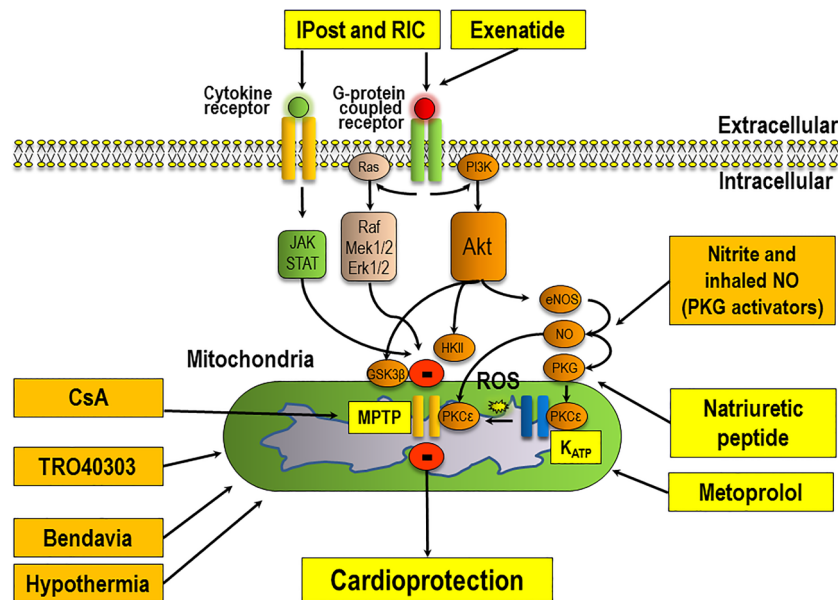 IPost and RIC
Exenatide
Cytokine
receptor
G-protein
coupled
receptor
Extracellular
Intracellular
Ras
PI3K
JAK
STAT
Raf
Mek1/2
Erk1/2
Akt
Nitrite and
inhaled NO
(PKG activators)
eNOS
NO
HKII
PKG
Mitochondria
GSK3β
-
ROS
CsA
MPTP
PKCε
PKCε
KATP
Natriuretic
peptide
TRO40303
-
Metoprolol
Bendavia
Hypothermia
Cardioprotection